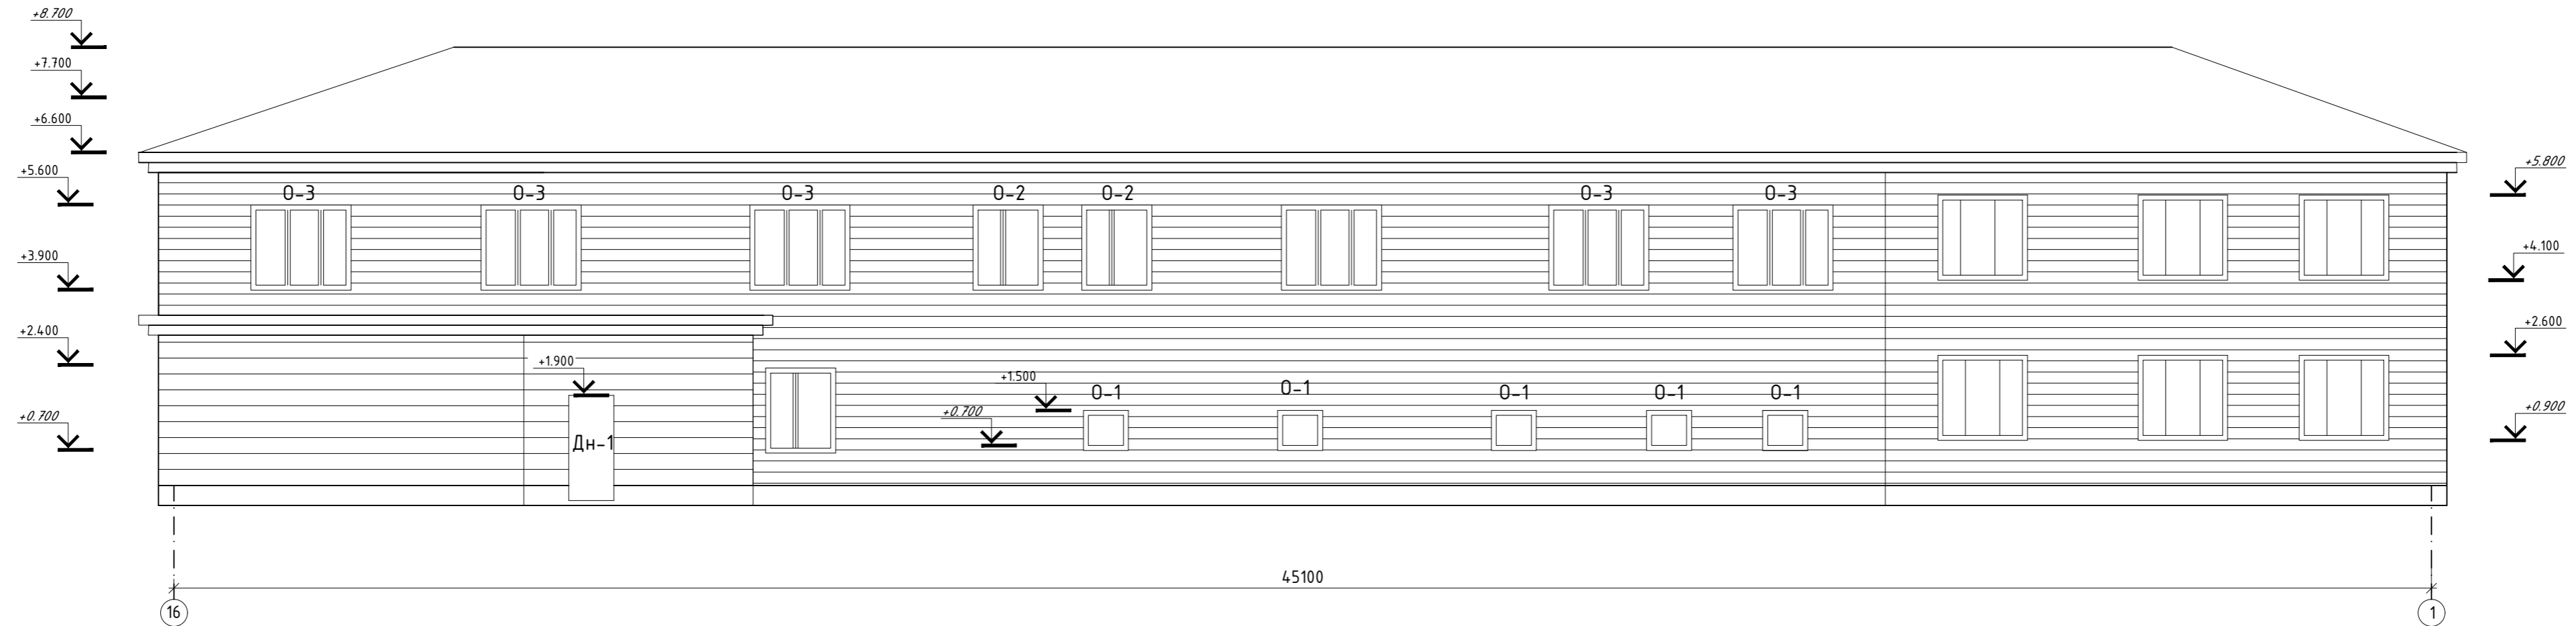 +8.700
+7.700
+6.600
+5.600
+5.800
О-3
О-3
О-3
О-2
О-2
О-3
О-3
+3.900
+4.100
+2.400
+2.600
+1.900
+1.500
+0.700
+0.700
+0.900
О-1
О-1
О-1
О-1
О-1
Дн-1
45100
16
1